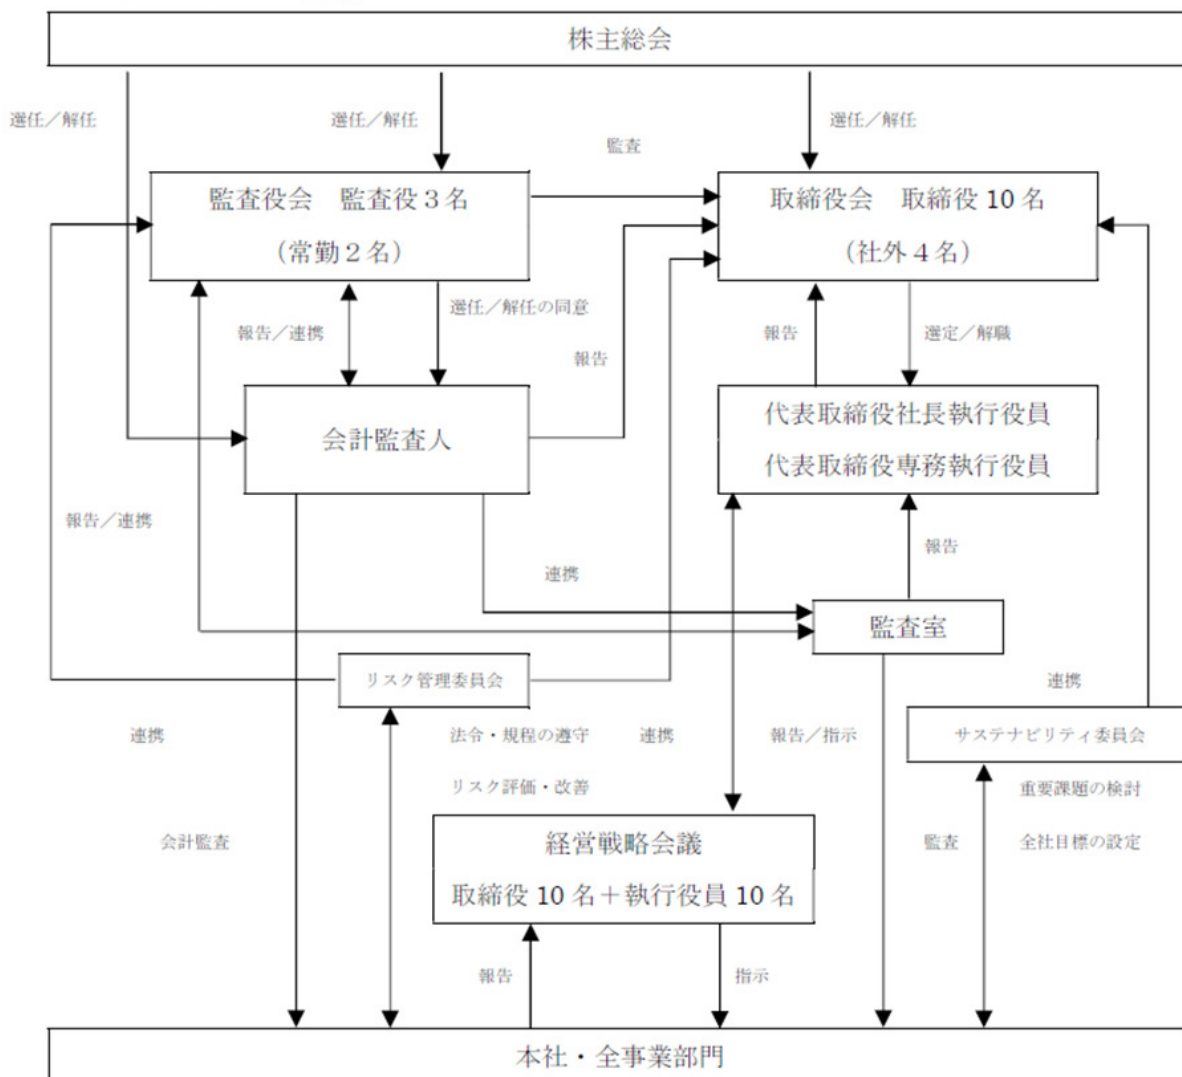 株主総会
選任／解任
選任／解任
選任／解任
監査
監査役会　監査役３名
（常勤２名）
取締役会　取締役 10 名
（社外４名）
選任／解任の同意
報告／連携
報告
報告
選定／解職
会計監査人
代表取締役社長執行役員
代表取締役専務執行役員
報告／連携
報告
連携
監査室
リスク管理委員会
連携
連携
法令・規程の遵守
連携
報告／指示
サステナビリティ委員会
リスク評価・改善
重要課題の検討
会計監査
経営戦略会議
監査
全社目標の設定
取締役 10 名＋執行役員 10 名
報告
指示
本社・全事業部門